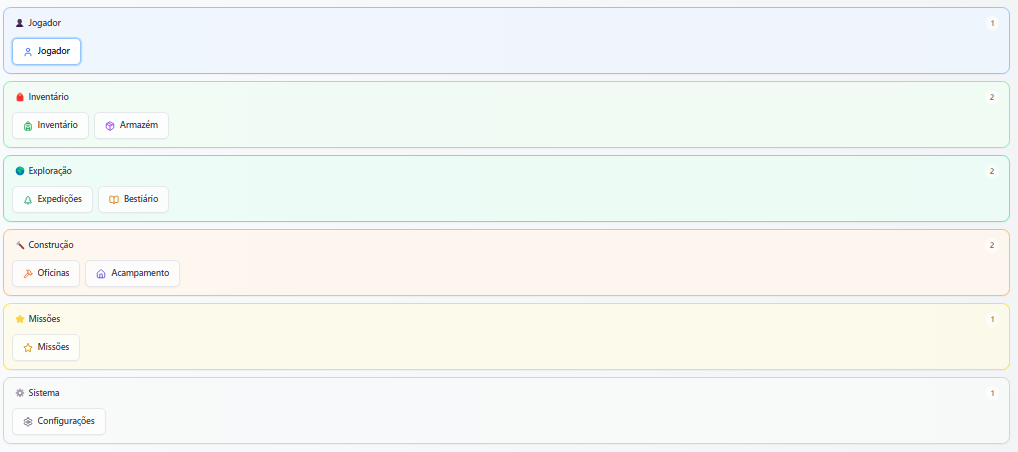 Jogador 1
Jogador
Inventário 2
Inventário Armazém
Exploração 2
Expedições Bestiário
Construção 2
Oficinas Acampamento
Missões 1
Missões
Sistema 1
Configurações